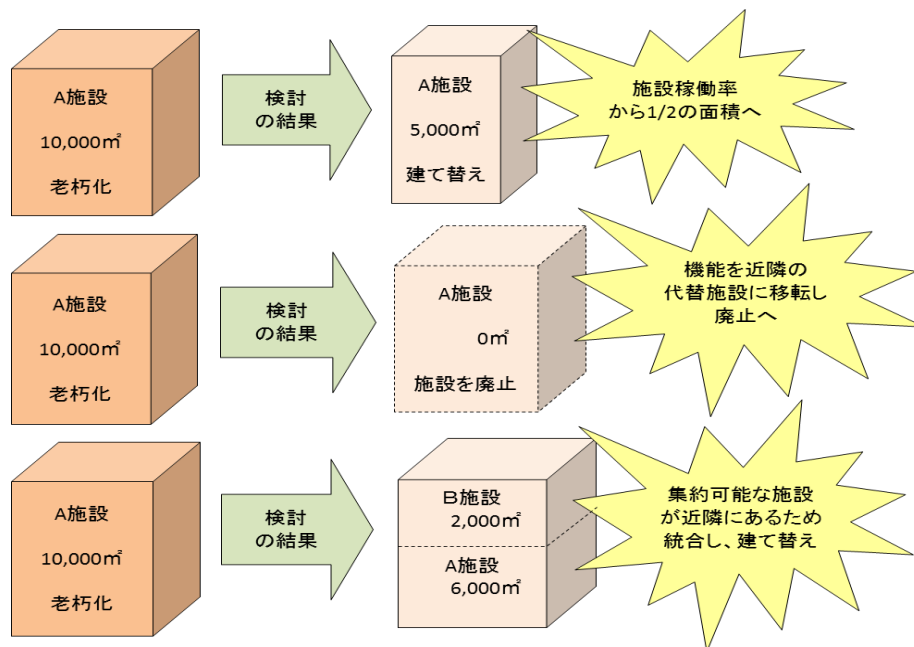 A施設
10,000㎡
老朽化
検討
の結果
A施設
5,000㎡
建て替え
施設稼働率
から1/2の面積へ
A施設
10,000㎡
老朽化
検討
の結果
A施設
0㎡
施設を廃止
機能を近隣の
代替施設に移転し
廃止へ
A施設
10,000㎡
老朽化
検討
の結果
B施設
2,000㎡
A施設
6,000㎡
集約可能な施設
が近隣にあるため
統合し、建て替え